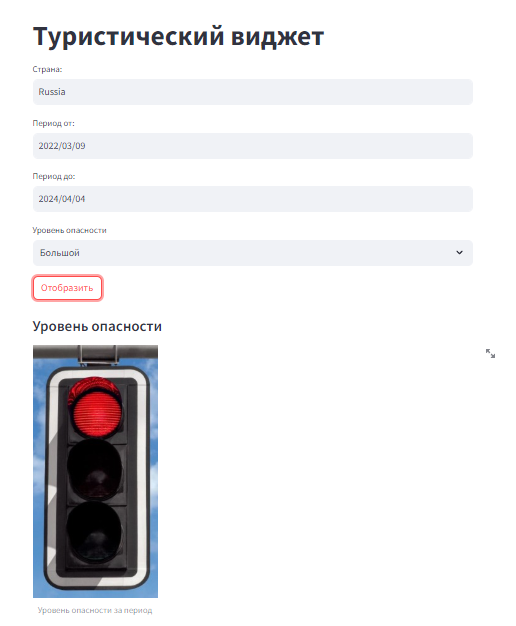 Туристический виджет
Страна:
Russia
Период от:
2022/03/09
Период до:
2024/04/04
Уровень опасности
Большой
Отобразить
Уровень опасности
Уровень опасности за период